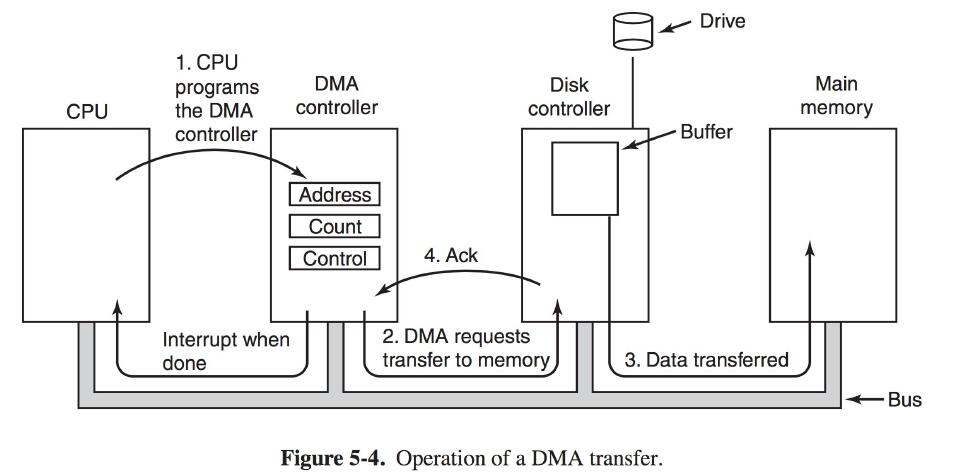 Drive
1. CPU
programs
the DMA
controller
CPU
DMA
controller
Disk
controller
Main
memory
Buffer
Address
Count
Control
4. Ack
Interrupt when
done
2. DMA requests
transfer to memory
3. Data transferred
Bus
Figure 5-4. Operation of a DMA transfer.